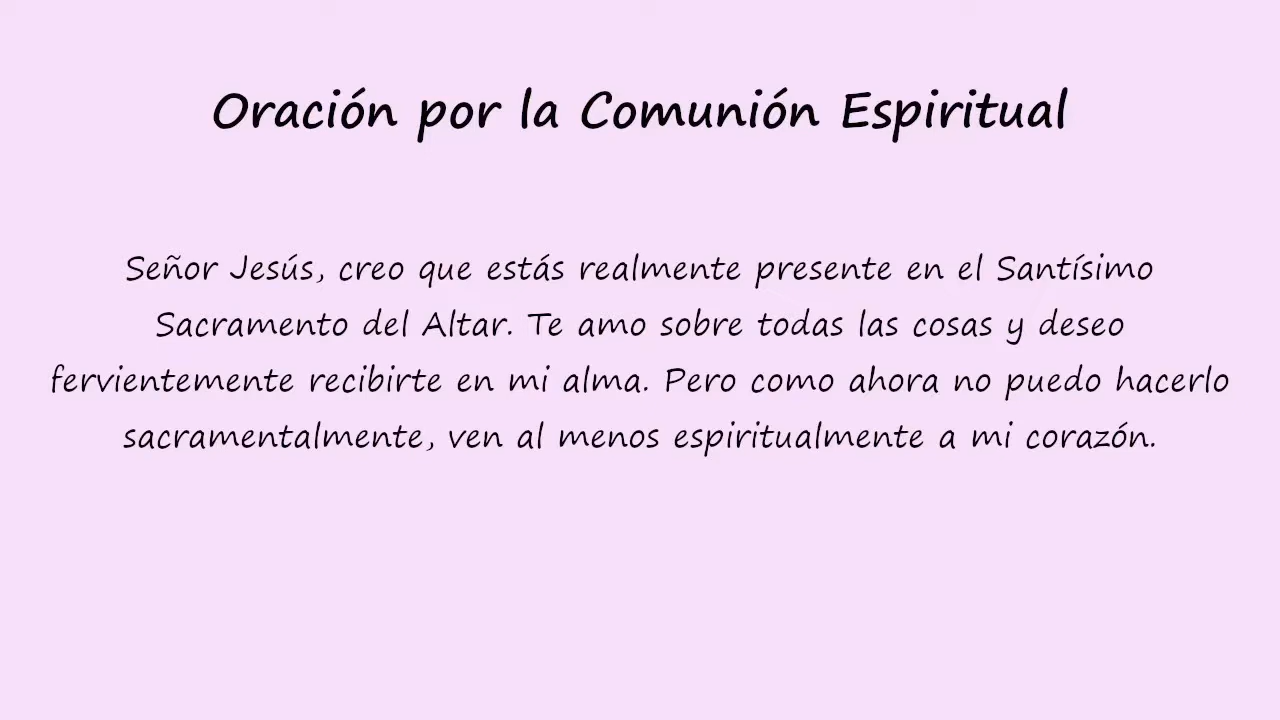 Oración por la Comunión Espiritual
Señor Jesús, creo que estás realmente presente en el Santísimo
Sacramento del Altar. Te amo sobre todas las cosas y deseo
fervientemente recibirte en mi alma. Pero como ahora no puedo hacerlo
sacramentalmente, ven al menos espiritualmente a mi corazón.